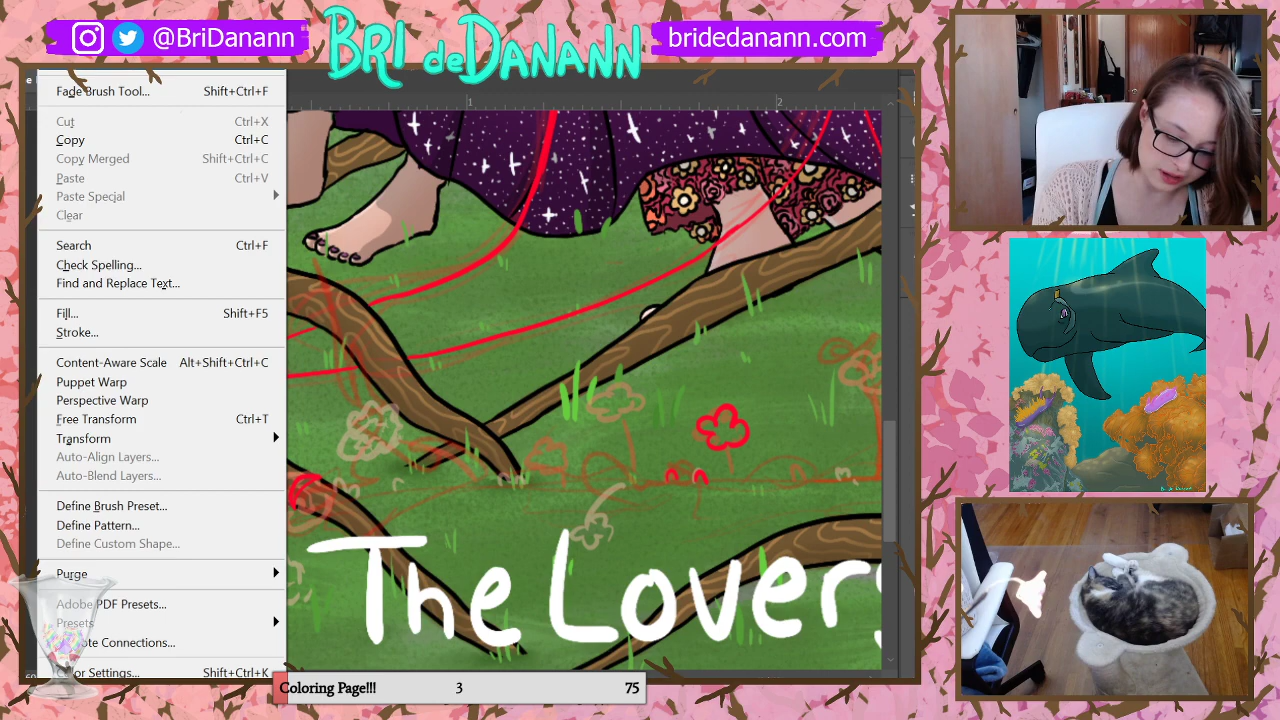 @BriDanann
BRI deDANANN
bridedanann.com
Fade Brush Tool... Shift+Ctrl+F
Cut Ctrl+X
Copy Ctrl+C
Copy Merged Shift+Ctrl+C
Paste Ctrl+V
Paste Special
Clear
Search Ctrl+F
Check Spelling...
Find and Replace Text...
Fill... Shift+F5
Stroke...
Content-Aware Scale Alt+Shift+Ctrl+C
Puppet Warp
Perspective Warp
Free Transform Ctrl+T
Transform
Auto-Align Layers...
Auto-Blend Layers...
Define Brush Preset...
Define Pattern...
Define Custom Shape...
Purge
Adobe PDF Presets...
Presets
Connections...
Settings... Shift+Ctrl+K
1 2
The Lovers
Coloring Page!!! 3 75